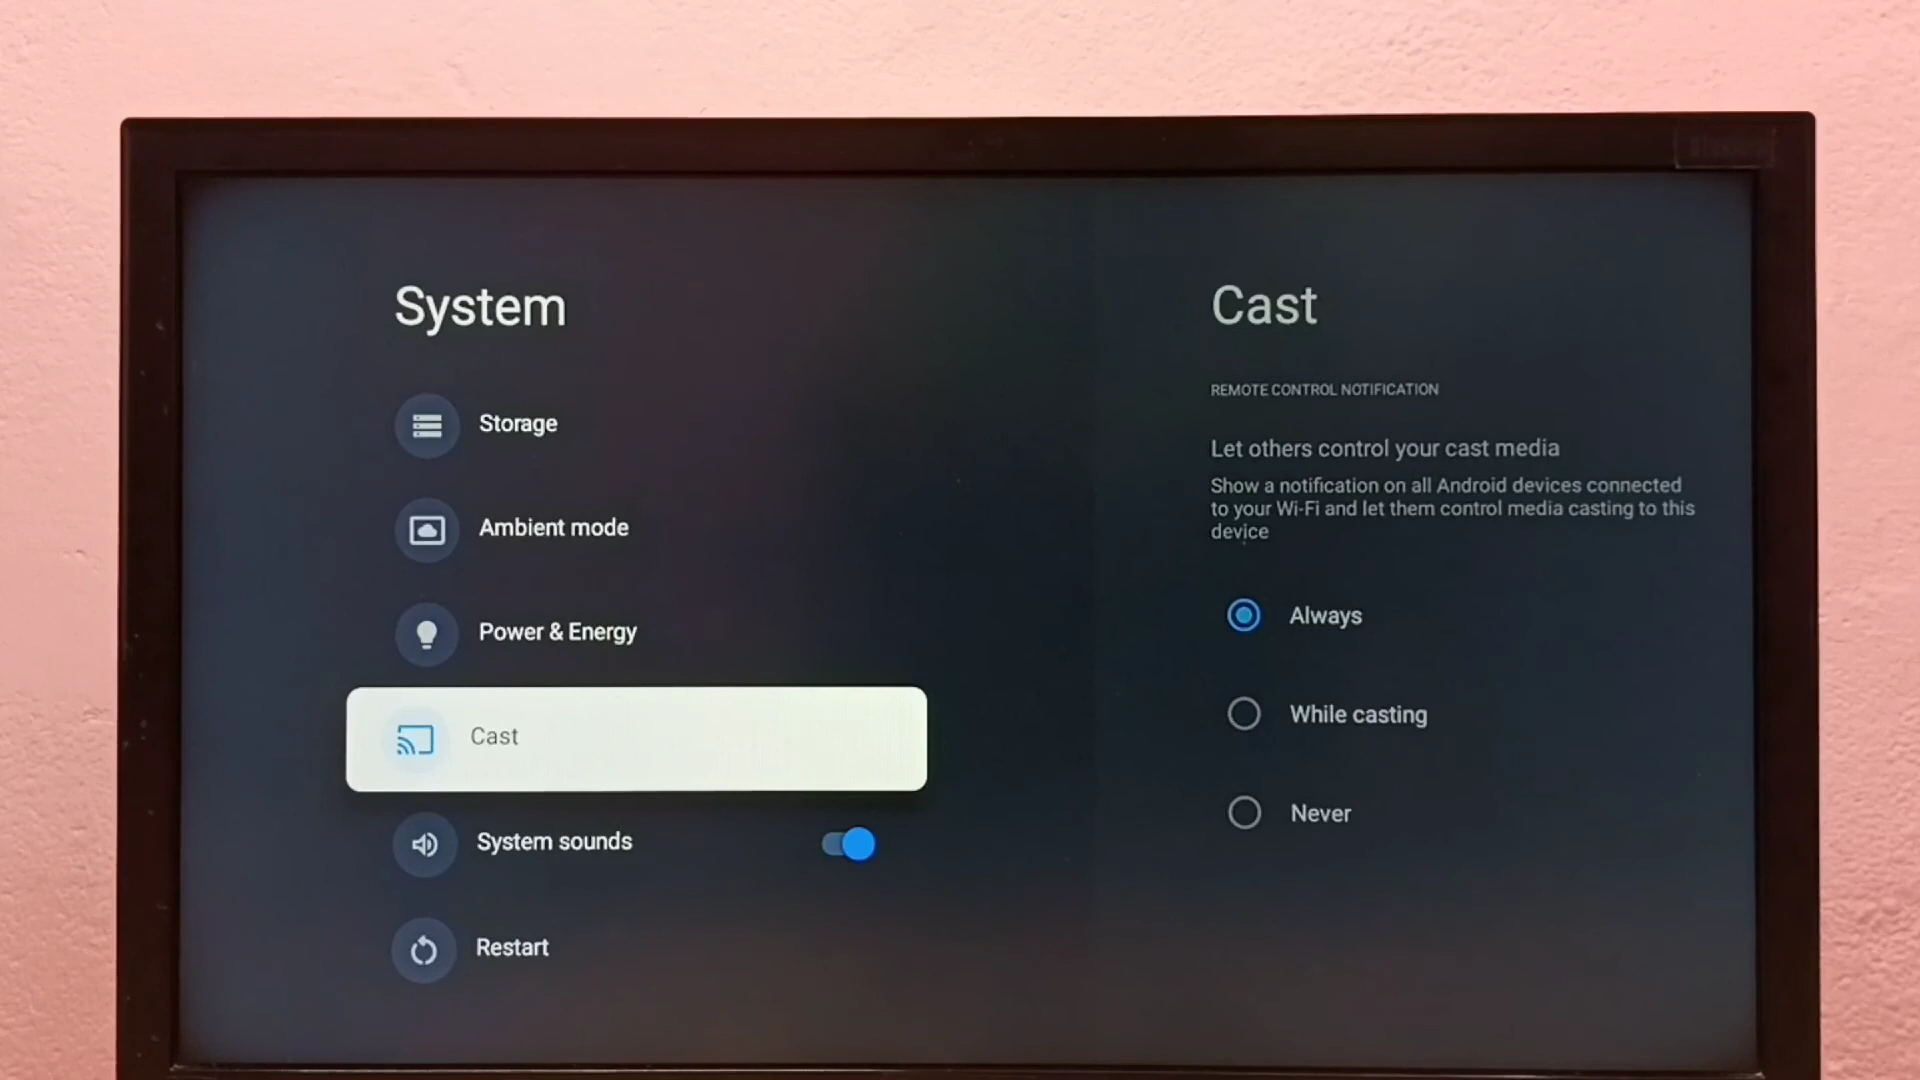 System
Storage
Ambient mode
Power & Energy
Cast
System sounds
Restart
Cast
REMOTE CONTROL NOTIFICATION
Let others control your cast media
Show a notification on all Android devices connected
to your Wi-Fi and let them control media casting to this
device
Always
While casting
Never